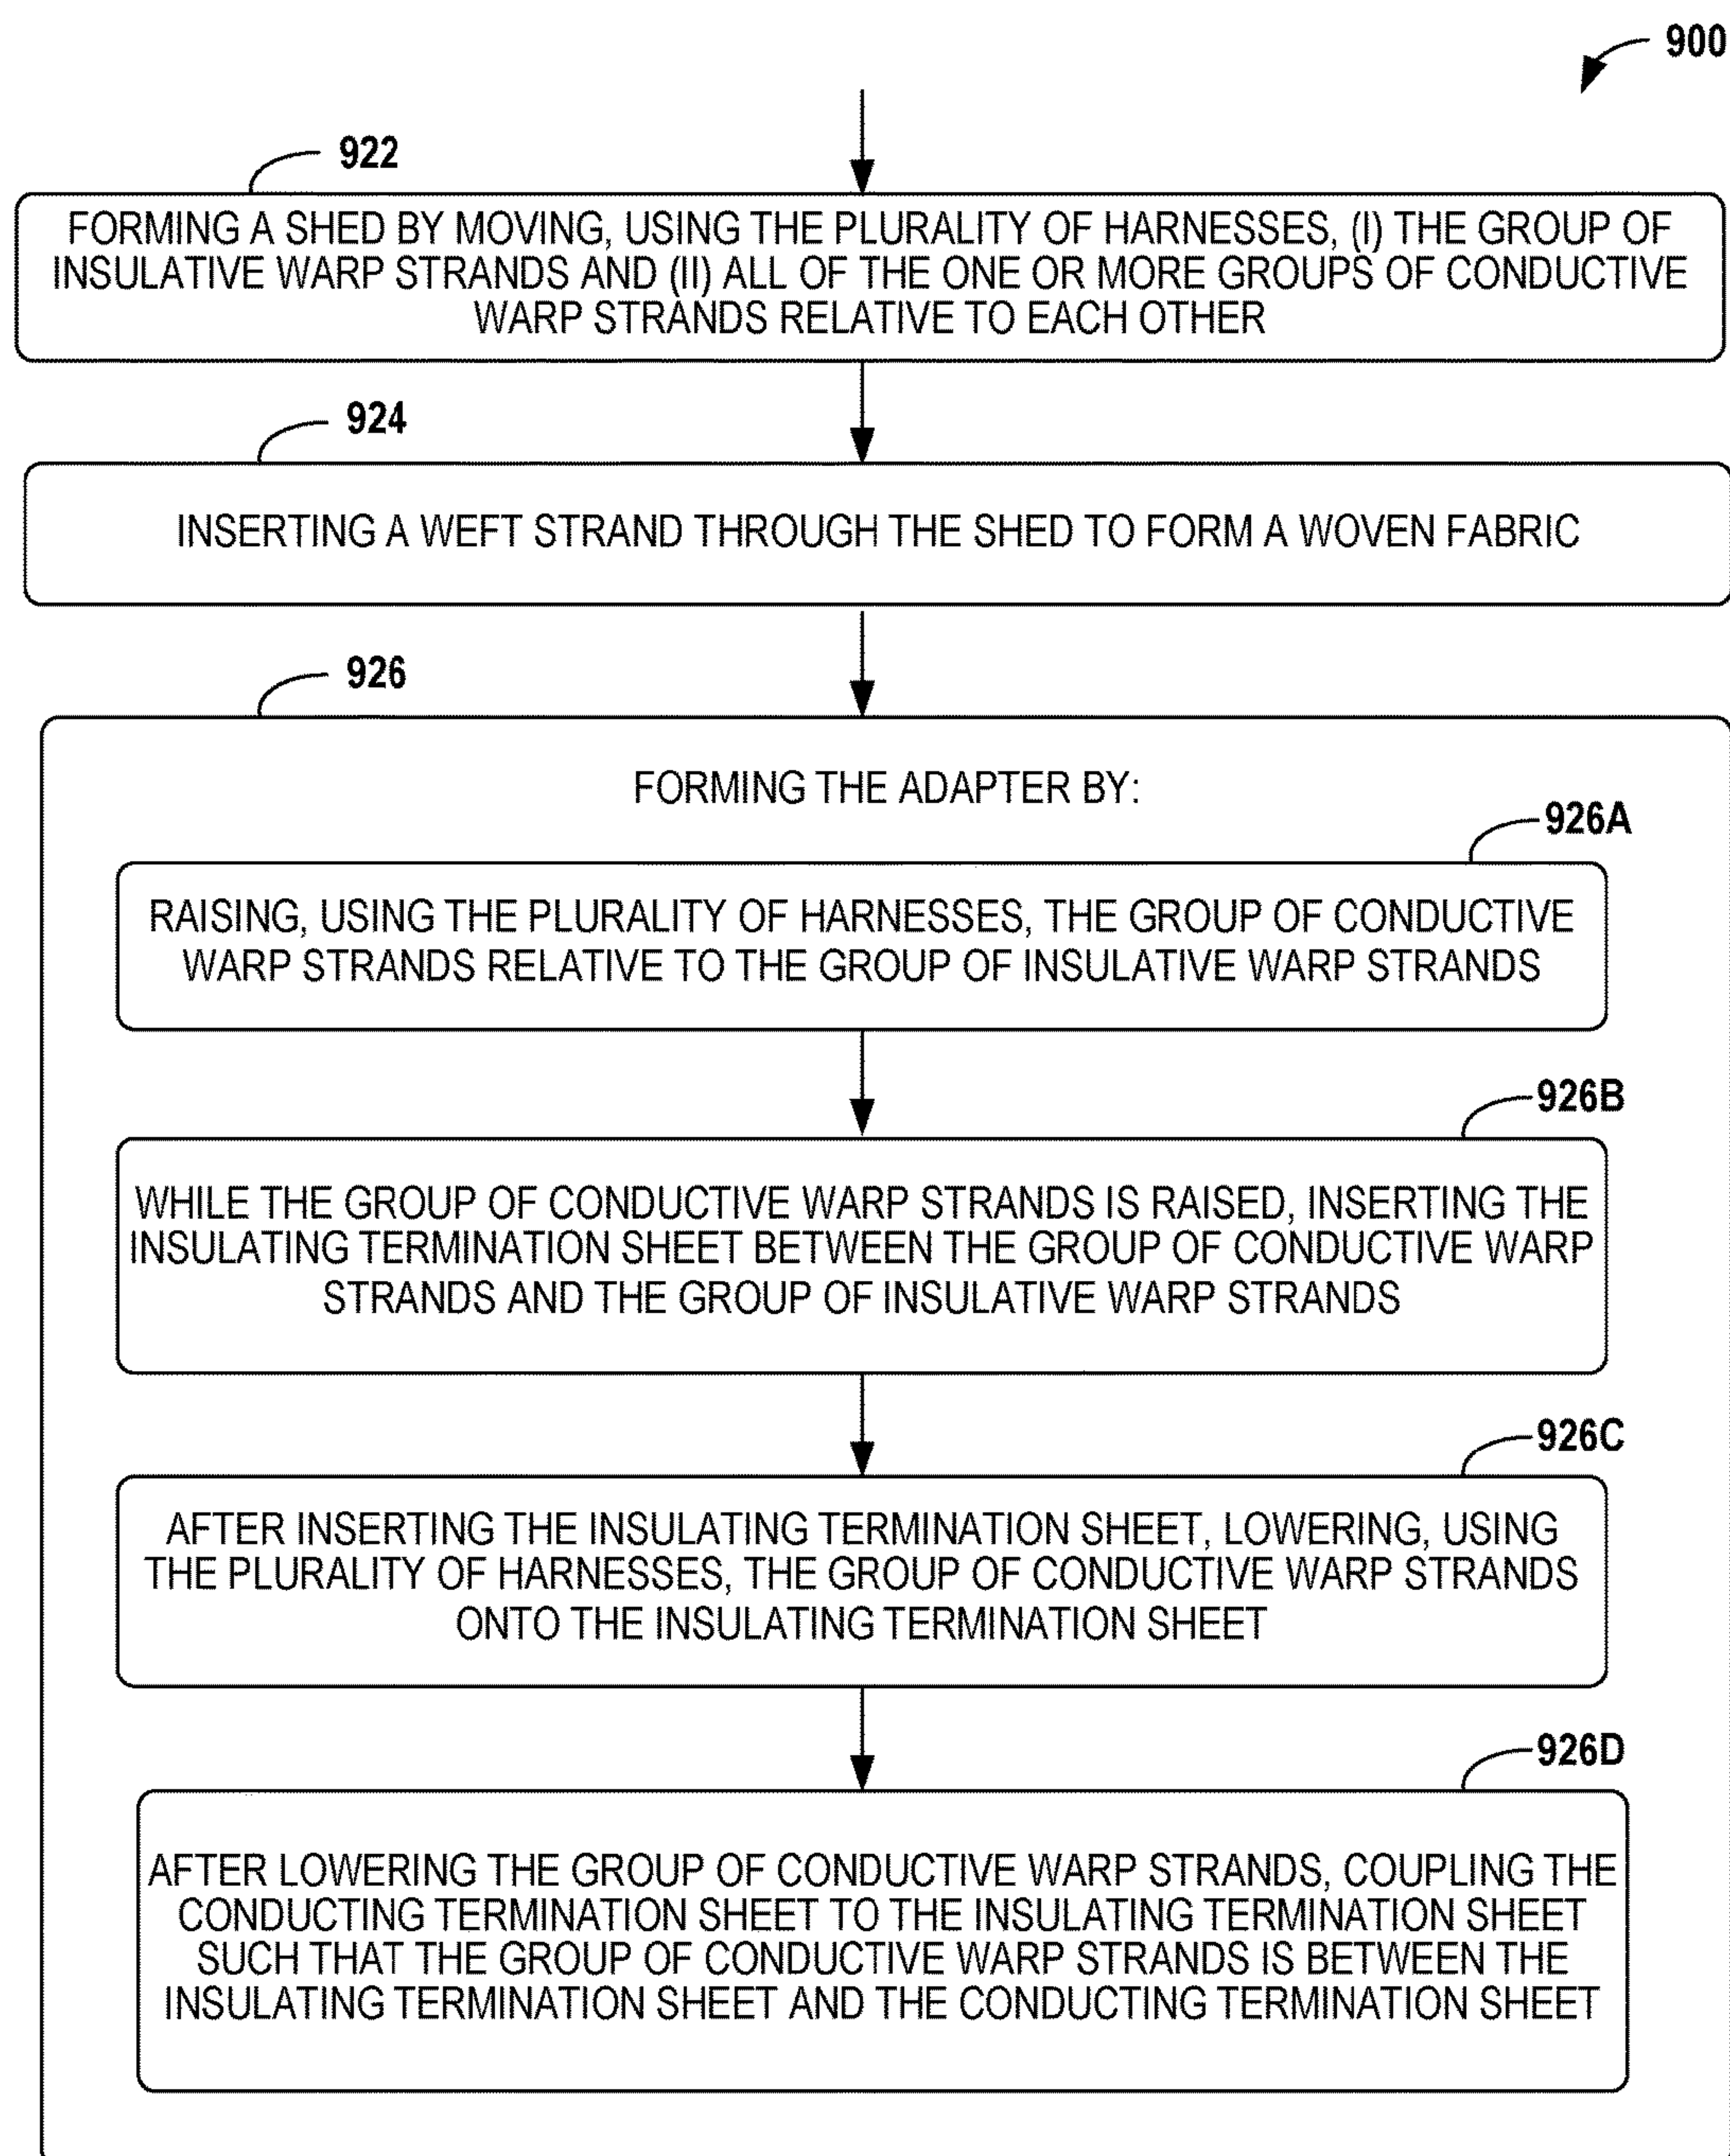 900
922
FORMING A SHED BY MOVING, USING THE PLURALITY OF HARNESSES, (I) THE GROUP OF
INSULATIVE WARP STRANDS AND (II) ALL OF THE ONE OR MORE GROUPS OF CONDUCTIVE
WARP STRANDS RELATIVE TO EACH OTHER
924
INSERTING A WEFT STRAND THROUGH THE SHED TO FORM A WOVEN FABRIC
926
FORMING THE ADAPTER BY:
926A
RAISING, USING THE PLURALITY OF HARNESSES, THE GROUP OF CONDUCTIVE
WARP STRANDS RELATIVE TO THE GROUP OF INSULATIVE WARP STRANDS
926B
WHILE THE GROUP OF CONDUCTIVE WARP STRANDS IS RAISED, INSERTING THE
INSULATING TERMINATION SHEET BETWEEN THE GROUP OF CONDUCTIVE WARP
STRANDS AND THE GROUP OF INSULATIVE WARP STRANDS
926C
AFTER INSERTING THE INSULATING TERMINATION SHEET, LOWERING, USING
THE PLURALITY OF HARNESSES, THE GROUP OF CONDUCTIVE WARP STRANDS
ONTO THE INSULATING TERMINATION SHEET
926D
AFTER LOWERING THE GROUP OF CONDUCTIVE WARP STRANDS, COUPLING THE
CONDUCTING TERMINATION SHEET TO THE INSULATING TERMINATION SHEET
SUCH THAT THE GROUP OF CONDUCTIVE WARP STRANDS IS BETWEEN THE
INSULATING TERMINATION SHEET AND THE CONDUCTING TERMINATION SHEET